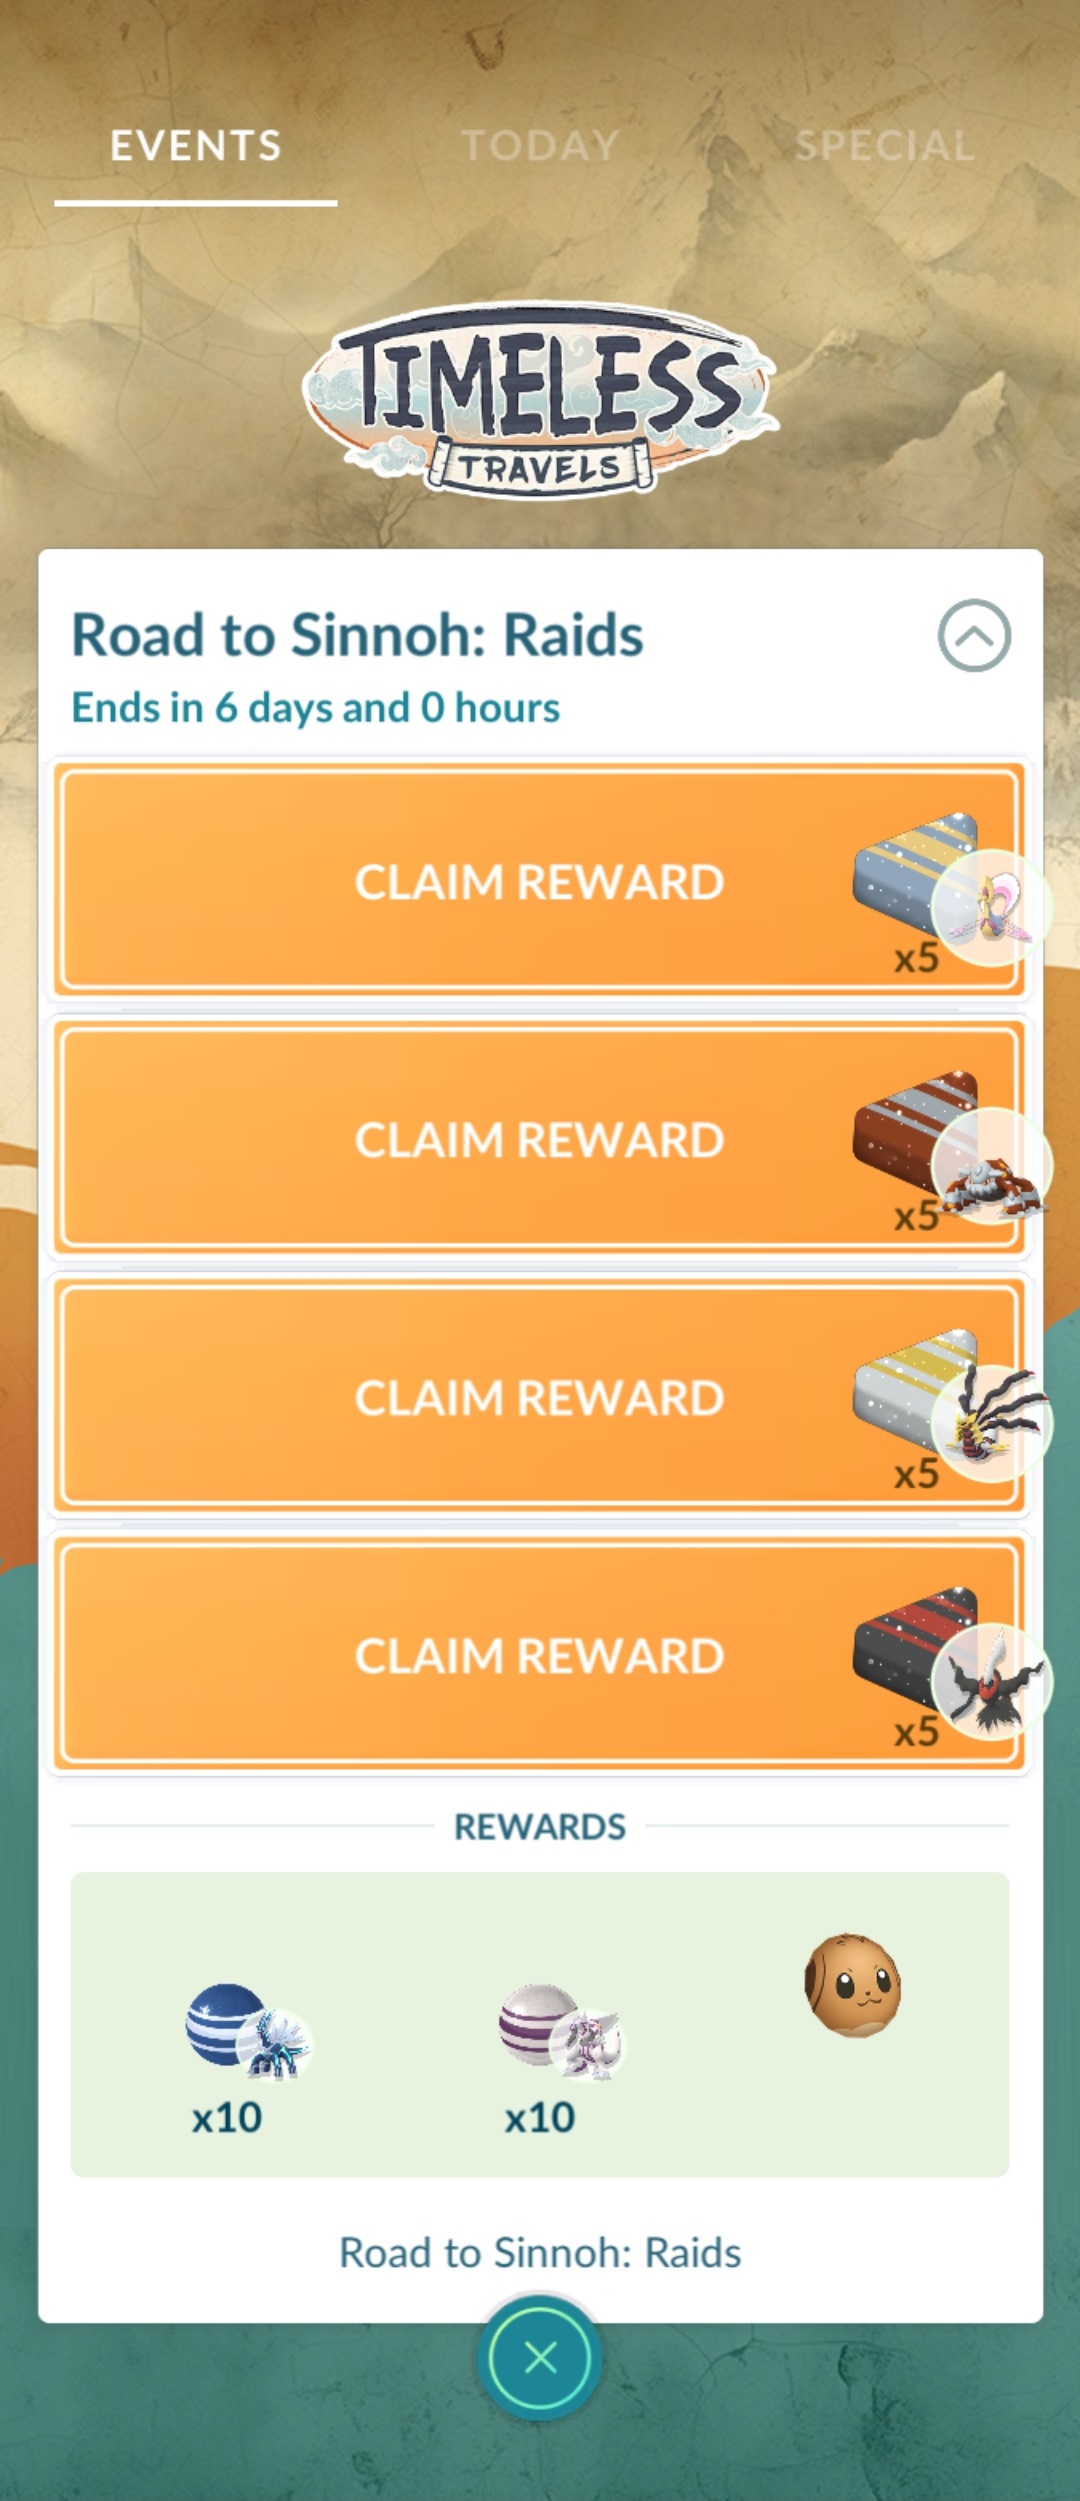 EVENTS
TODAY
SPECIAL
TIMELESS
TRAVELS
Road to Sinnoh: Raids
Ends in 6 days and 0 hours
CLAIM REWARD
x5
CLAIM REWARD
x5
CLAIM REWARD
x5
CLAIM REWARD
x5
REWARDS
x10
x10
Road to Sinnoh: Raids